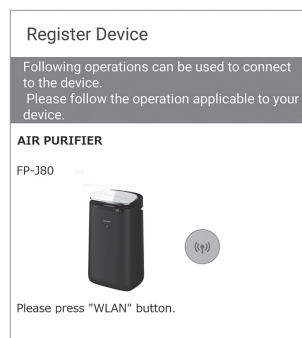 Register Device
Following operations can be used to connect
to the device.
Please follow the operation applicable to your
device.
AIR PURIFIER
FP-J80
Please press "WLAN" button.